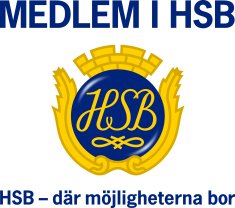 MEDLEM I HSB
HSB
HSB – där möjligheterna bor